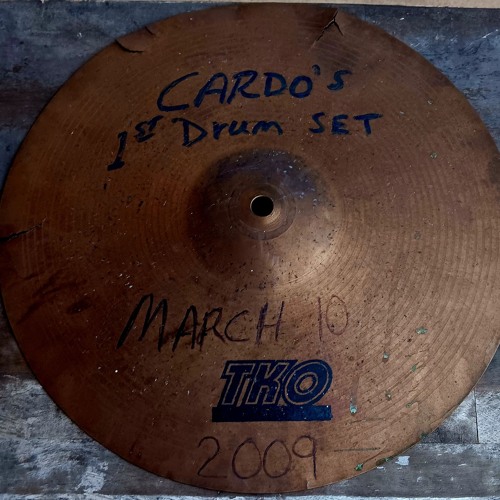 CARDO'S
1ST Drum SET
MARCH 10
TKO
2009